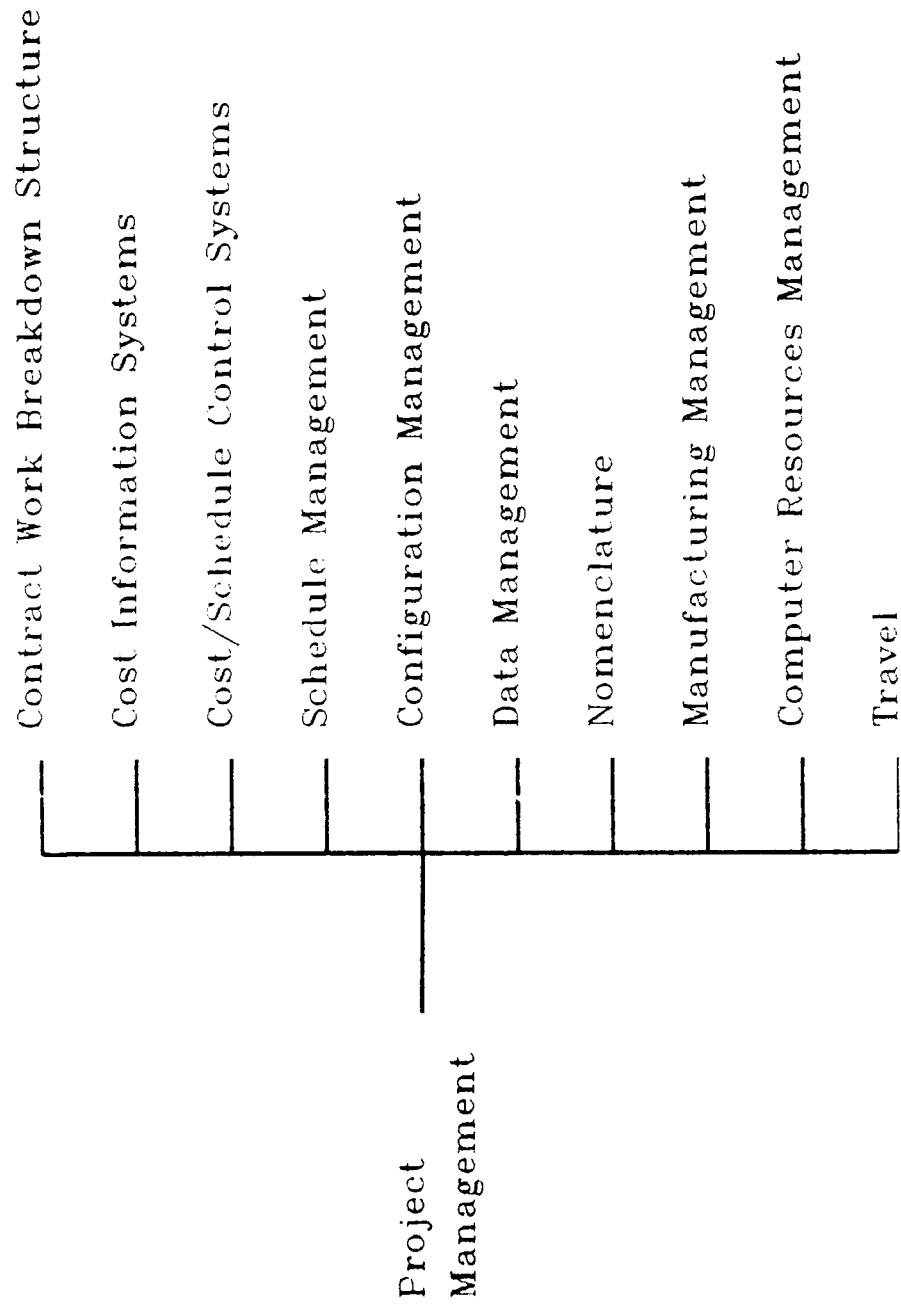 Project
Management
Contract Work Breakdown Structure
Cost Information Systems
Cost/Schedule Control Systems
Schedule Management
Configuration Management
Data Management
Nomenclature
Manufacturing Management
Computer Resources Management
Travel